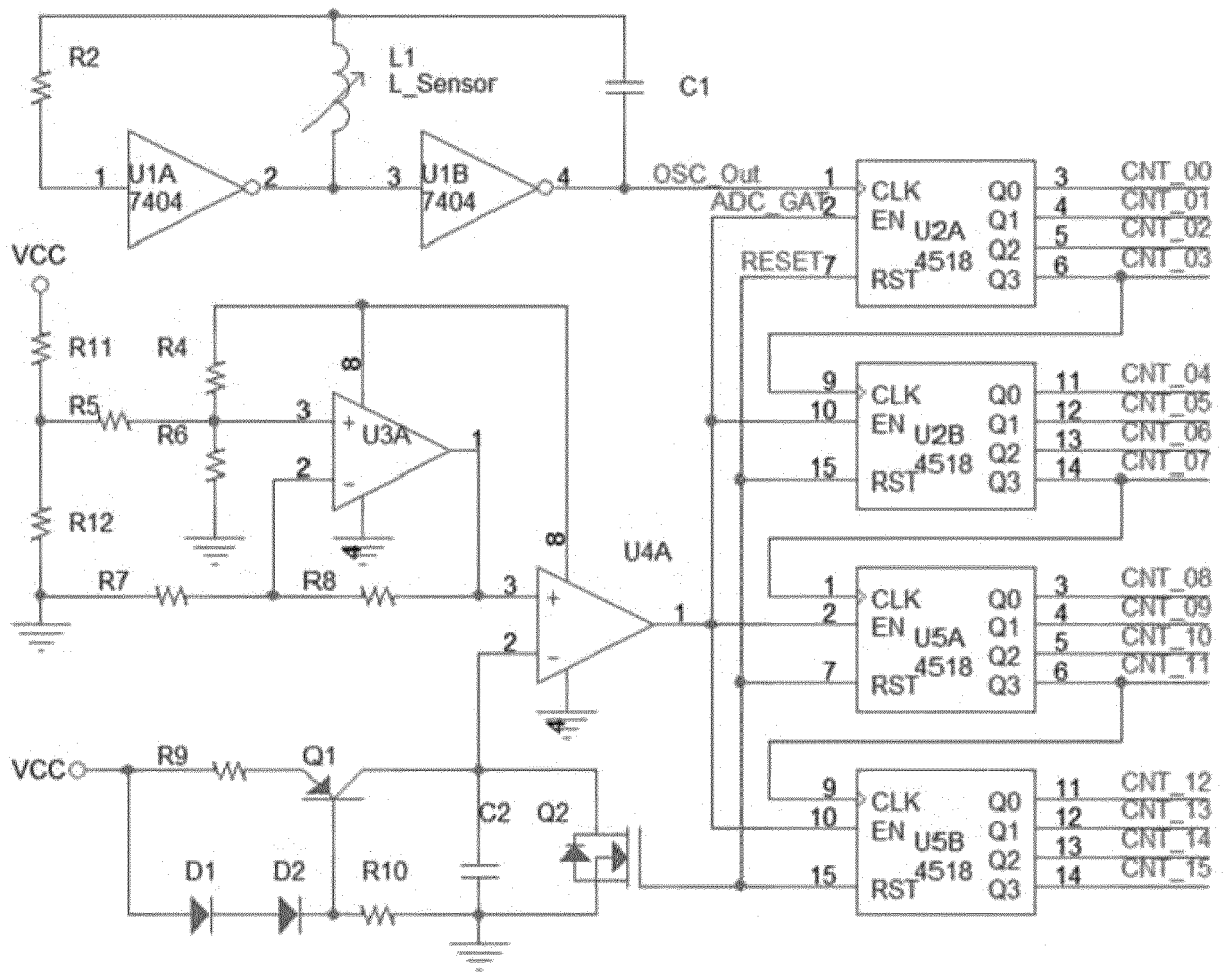 R2
L1
L_Sensor
C1
1 U1A 2 3 U1B 4 OSC_Out 1 CLK Q0 3 CNT_00
7404 7404 ADC_GAT 2 EN U2A Q1 4 CNT_01
4518 Q2 5 CNT_02
RESET 7 RST Q3 6 CNT_03
VCC
R11 R4 8
R5 3 + U3A 1
R6 2 -
R12 4
9 CLK Q0 11 CNT_04
10 EN U2B Q1 12 CNT_05
4518 Q2 13 CNT_06
15 RST Q3 14 CNT_07
R7 R8 3 + 8 U4A
2 - 1
4
1 CLK Q0 3 CNT_08
2 EN U5A Q1 4 CNT_09
4518 Q2 5 CNT_10
7 RST Q3 6 CNT_11
VCC R9 Q1
C2 Q2
D1 D2 R10
9 CLK Q0 11 CNT_12
10 EN U5B Q1 12 CNT_13
4518 Q2 13 CNT_14
15 RST Q3 14 CNT_15